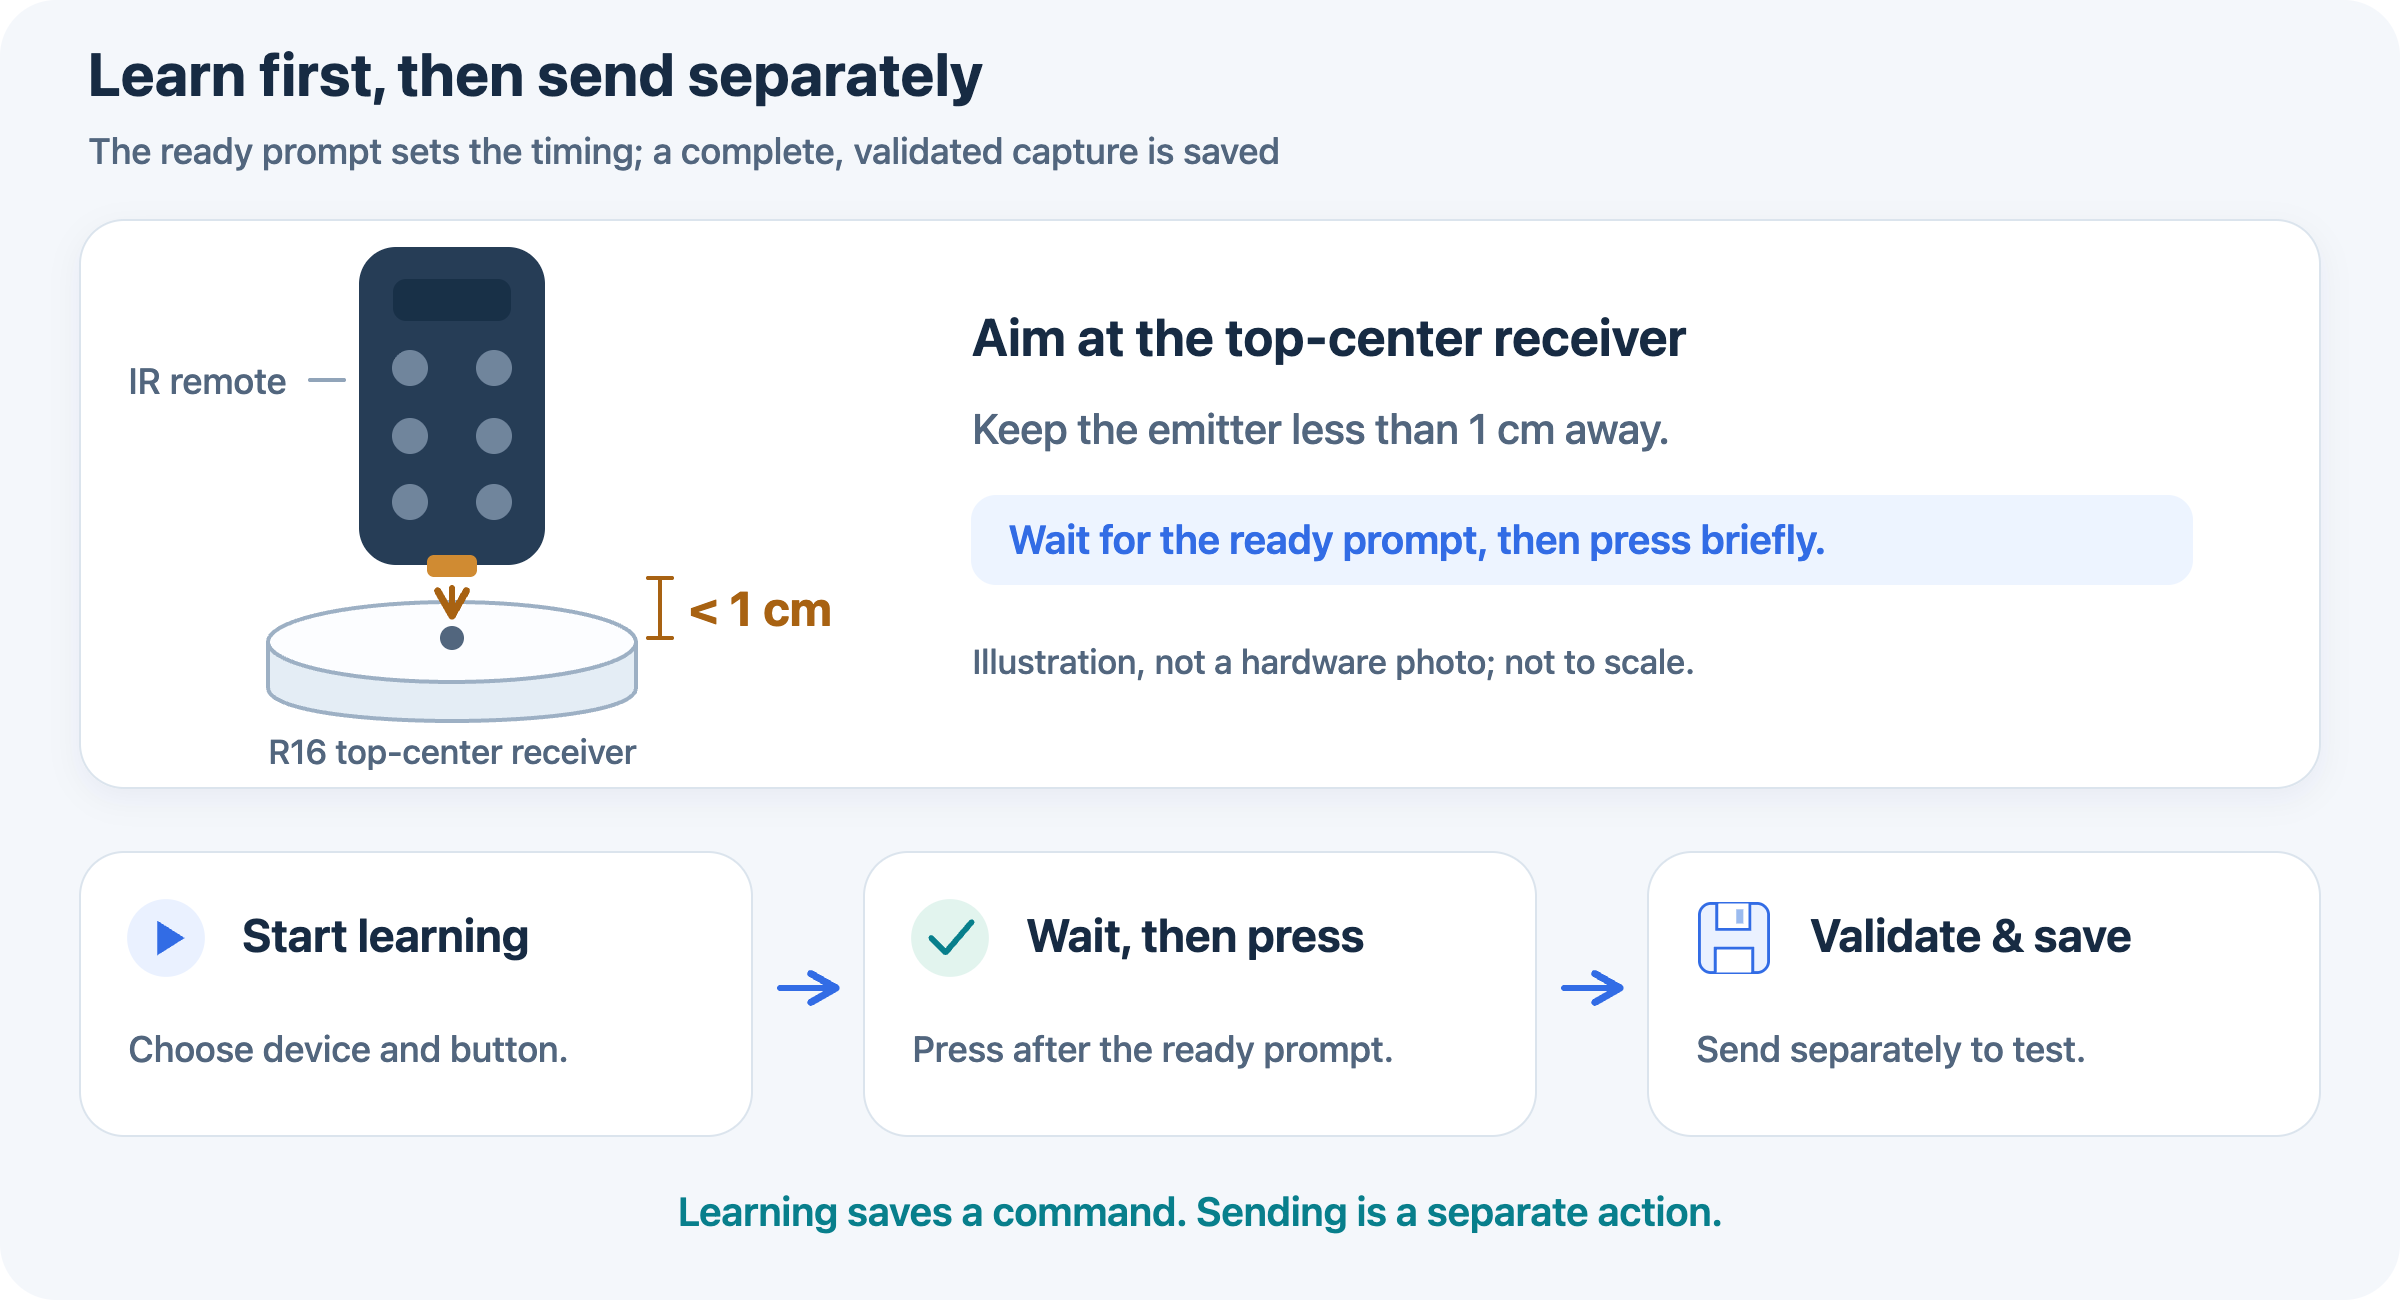 Learn first, then send separately
The ready prompt sets the timing; a complete, validated capture is saved
IR remote
< 1 cm
R16 top-center receiver
Aim at the top-center receiver
Keep the emitter less than 1 cm away.
Wait for the ready prompt, then press briefly.
Illustration, not a hardware photo; not to scale.
Start learning
Choose device and button.
Wait, then press
Press after the ready prompt.
Validate & save
Send separately to test.
Learning saves a command. Sending is a separate action.